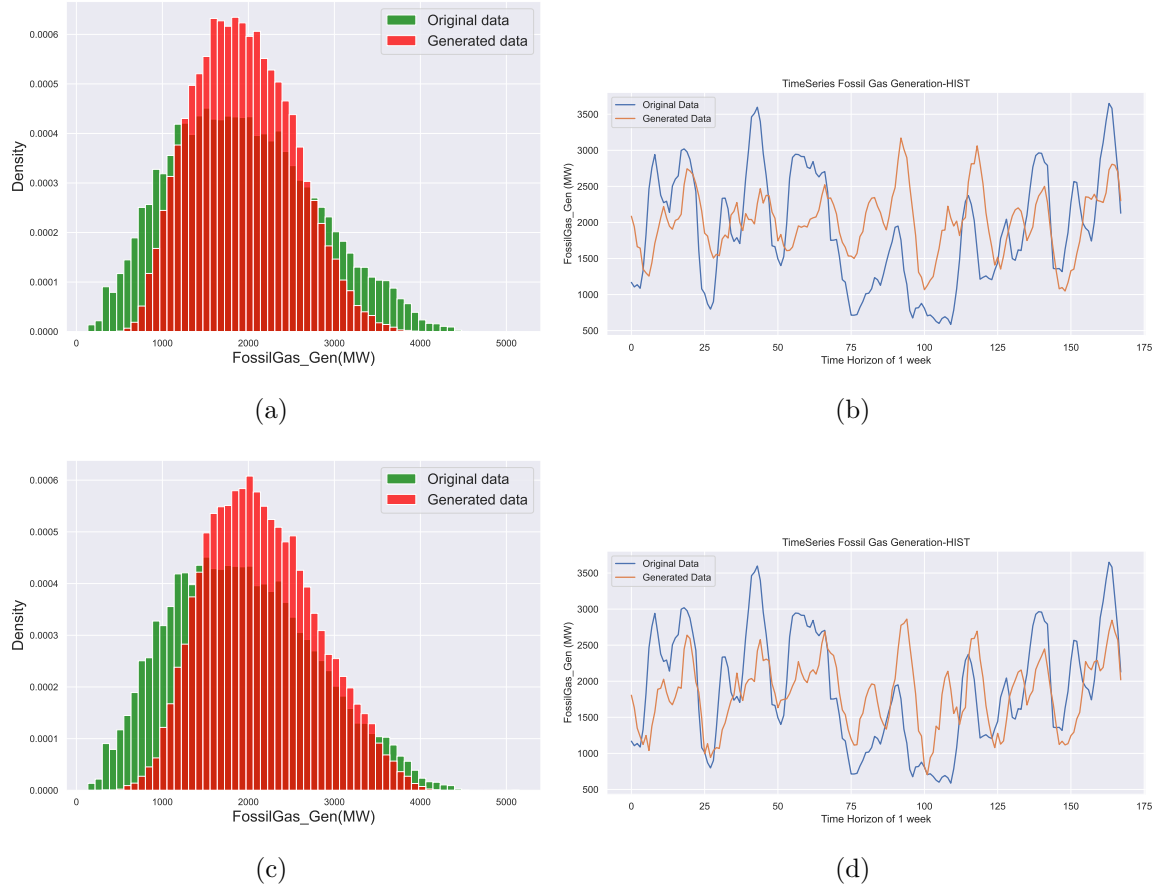 Original data
Generated data
0.0006
0.0005
0.0004
0.0003
0.0002
0.0001
0.0000
Density
0 1000 2000 3000 4000 5000
FossilGas_Gen(MW)
(a)
TimeSeries Fossil Gas Generation-HIST
Original Data
Generated Data
3500
3000
2500
2000
1500
1000
500
FossilGas_Gen (MW)
0 25 50 75 100 125 150 175
Time Horizon of 1 week
(b)
Original data
Generated data
0.0006
0.0005
0.0004
0.0003
0.0002
0.0001
0.0000
Density
0 1000 2000 3000 4000 5000
FossilGas_Gen(MW)
(c)
TimeSeries Fossil Gas Generation-HIST
Original Data
Generated Data
3500
3000
2500
2000
1500
1000
500
FossilGas_Gen (MW)
0 25 50 75 100 125 150 175
Time Horizon of 1 week
(d)